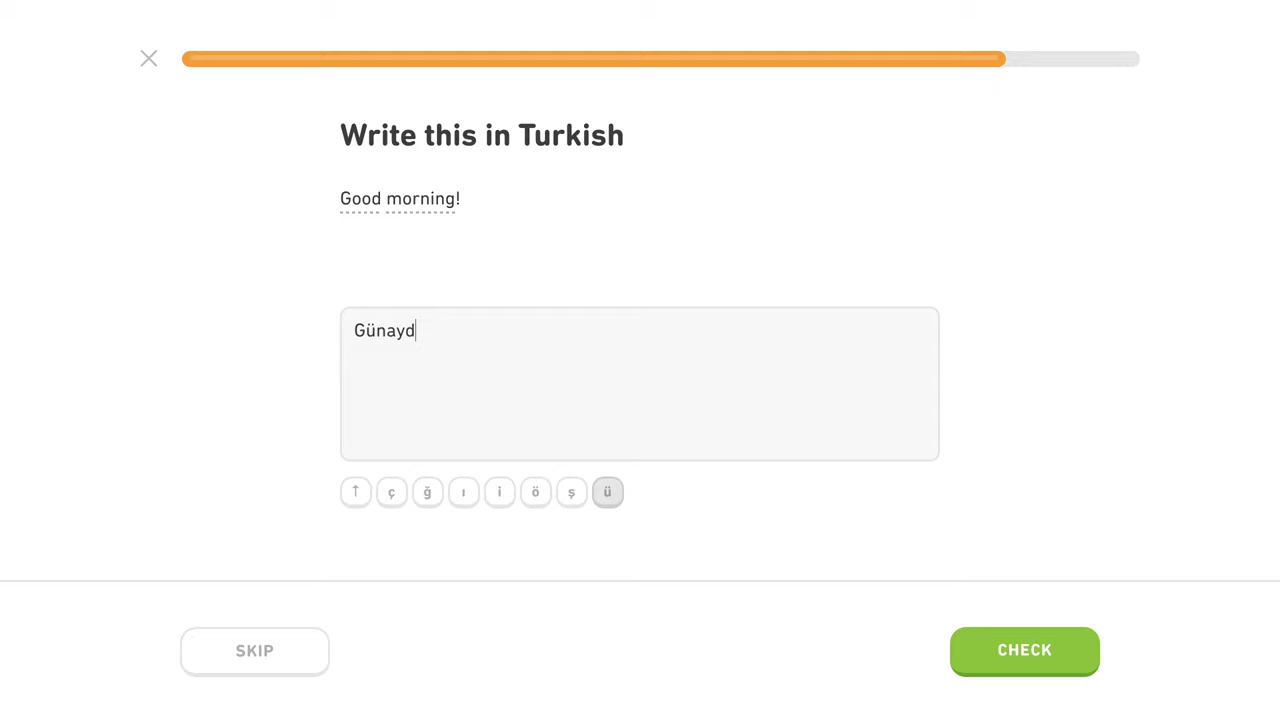 Write this in Turkish
Good morning!
Günayd
↑ ç ğ ı i ö ş ü
SKIP
CHECK